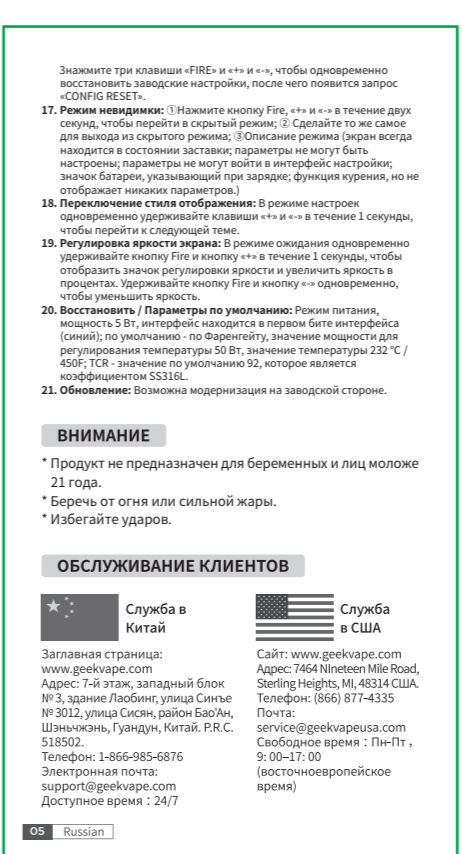 Знажмите три клавиши «FIRE» и «+» и «-», чтобы одновременно
восстановить заводские настройки, после чего появится запрос
«CONFIG RESET».
17. Режим невидимки: ①Нажмите кнопку Fire, «+» и «-» в течение двух
секунд, чтобы перейти в скрытый режим; ② Сделайте то же самое
для выхода из скрытого режима; ③Описание режима (экран всегда
находится в состоянии заставки; параметры не могут быть
настроены; параметры не могут войти в интерфейс настройки;
значок батареи, указывающий при зарядке; функция курения, но не
отображает никаких параметров.)
18. Переключение стиля отображения: В режиме настроек
одновременно удерживайте клавиши «+» и «-» в течение 1 секунды,
чтобы перейти к следующей теме.
19. Регулировка яркости экрана: В режиме ожидания одновременно
удерживайте кнопку Fire и кнопку «+» в течение 1 секунды, чтобы
отобразить значок регулировки яркости и увеличить яркость в
процентах. Удерживайте кнопку Fire и кнопку «-» одновременно,
чтобы уменьшить яркость.
20. Восстановить / Параметры по умолчанию: Режим питания,
мощность 5 Вт, интерфейс находится в первом бите интерфейса
(синий); по умолчанию - по Фаренгейту, значение мощности для
регулирования температуры 50 Вт, значение температуры 232 °C /
450F; TCR - значение по умолчанию 92, которое является
коэффициентом SS316L.
21. Обновление: Возможна модернизация на заводской стороне.
ВНИМАНИЕ
* Продукт не предназначен для беременных и лиц моложе
21 года.
* Беречь от огня или сильной жары.
* Избегайте ударов.
ОБСЛУЖИВАНИЕ КЛИЕНТОВ
Служба в
Китай
Заглавная страница:
www.geekvape.com
Адрес: 7-й этаж, западный блок
№ 3, здание Лаобинг, улица Синъе
№ 3012, улица Сисян, район Бао'Ан,
Шэньчжэнь, Гуандун, Китай. P.R.C.
518502.
Телефон: 1-866-985-6876
Электронная почта:
support@geekvape.com
Доступное время：24/7
Служба
в США
Сайт: www.geekvape.com
Адрес: 7464 NIneteen Mile Road,
Sterling Heights, MI, 48314 США.
Телефон: (866) 877-4335
Почта:
service@geekvapeusa.com
Свободное время：Пн-Пт，
9: 00–17: 00
(восточноевропейское
время)
05 Russian